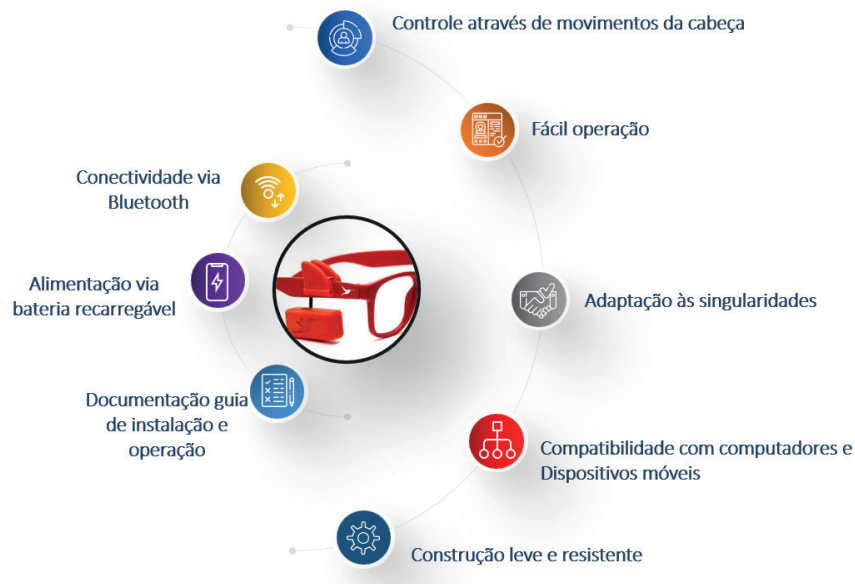 Controle através de movimentos da cabeça
Fácil operação
Conectividade via
Bluetooth
Alimentação via
bateria recarregável
Adaptação às singularidades
Documentação guia
de instalação e
operação
Compatibilidade com computadores e
Dispositivos móveis
Construção leve e resistente